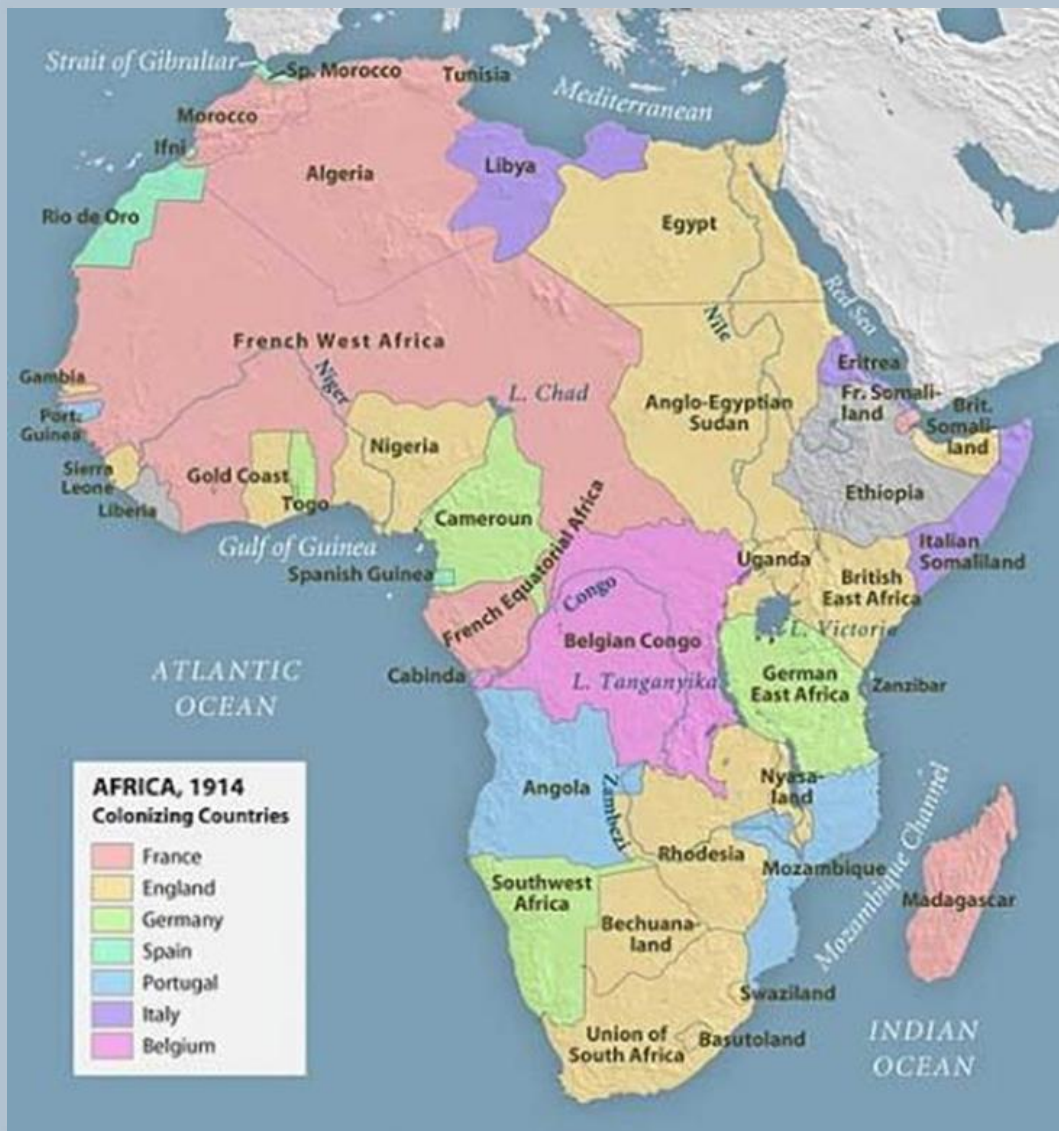 Strait of Gibraltar
Sp. Morocco
Tunisia
Mediterranean
Morocco
Ifni
Algeria
Libya
Rio de Oro
Egypt
Red Sea
Nile
French West Africa
Niger
Eritrea
Gambia
L. Chad
Fr. Somali-
land
Brit.
Somali-
land
Port.
Guinea
Anglo-Egyptian
Sudan
Nigeria
Sierra
Leone
Gold Coast
Ethiopia
Liberia
Togo
Cameroun
Gulf of Guinea
Italian
Somaliland
Uganda
Spanish Guinea
French Equatorial Africa
British
East Africa
Congo
L. Victoria
Belgian Congo
ATLANTIC
OCEAN
Cabinda
L. Tanganyika
German
East Africa
Zanzibar
AFRICA, 1914
Colonizing Countries
France
England
Germany
Spain
Portugal
Italy
Belgium
Angola
Zambezi
Nyasa-
land
Mozambique Channel
Rhodesia
Mozambique
Southwest
Africa
Madagascar
Bechuana-
land
Swaziland
Union of
South Africa
Basutoland
INDIAN
OCEAN